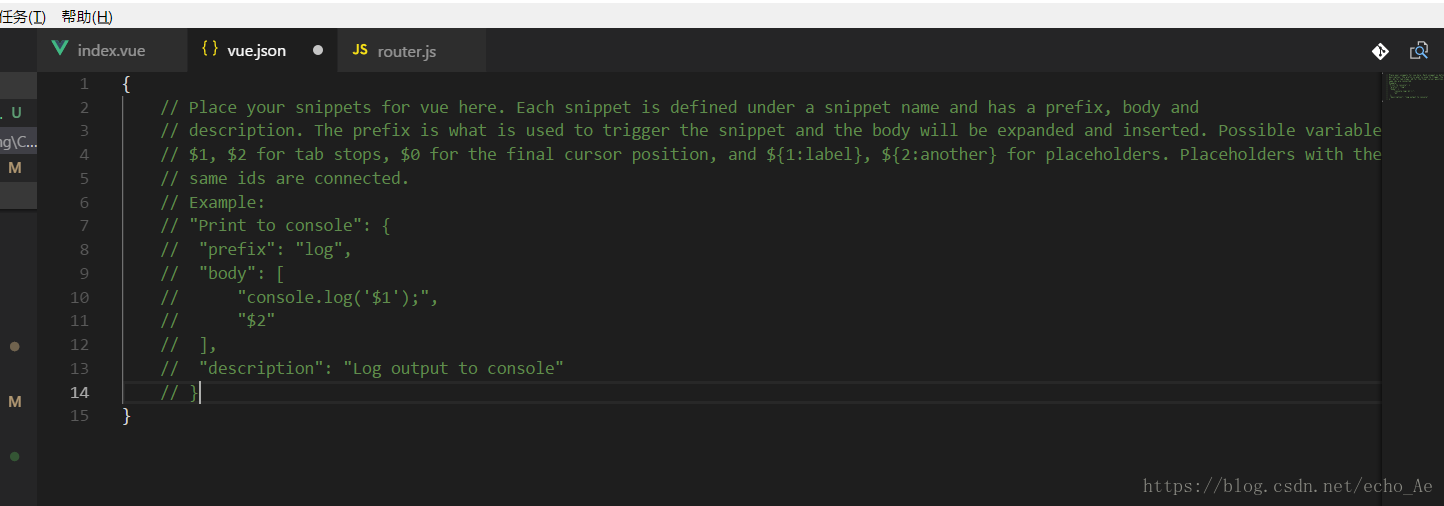 任务(T) 帮助(H)
index.vue {} vue.json JS router.js
1 {
. U 2 // Place your snippets for vue here. Each snippet is defined under a snippet name and has a prefix, body and
ng\C... 3 // description. The prefix is what is used to trigger the snippet and the body will be expanded and inserted. Possible variable
M 4 // $1, $2 for tab stops, $0 for the final cursor position, and ${1:label}, ${2:another} for placeholders. Placeholders with the
5 // same ids are connected.
6 // Example:
7 // "Print to console": {
8 // "prefix": "log",
9 // "body": [
10 // "console.log('$1');",
11 // "$2"
12 // ],
13 // "description": "Log output to console"
M 14 // }
15 }
https://blog.csdn.net/echo_Ae